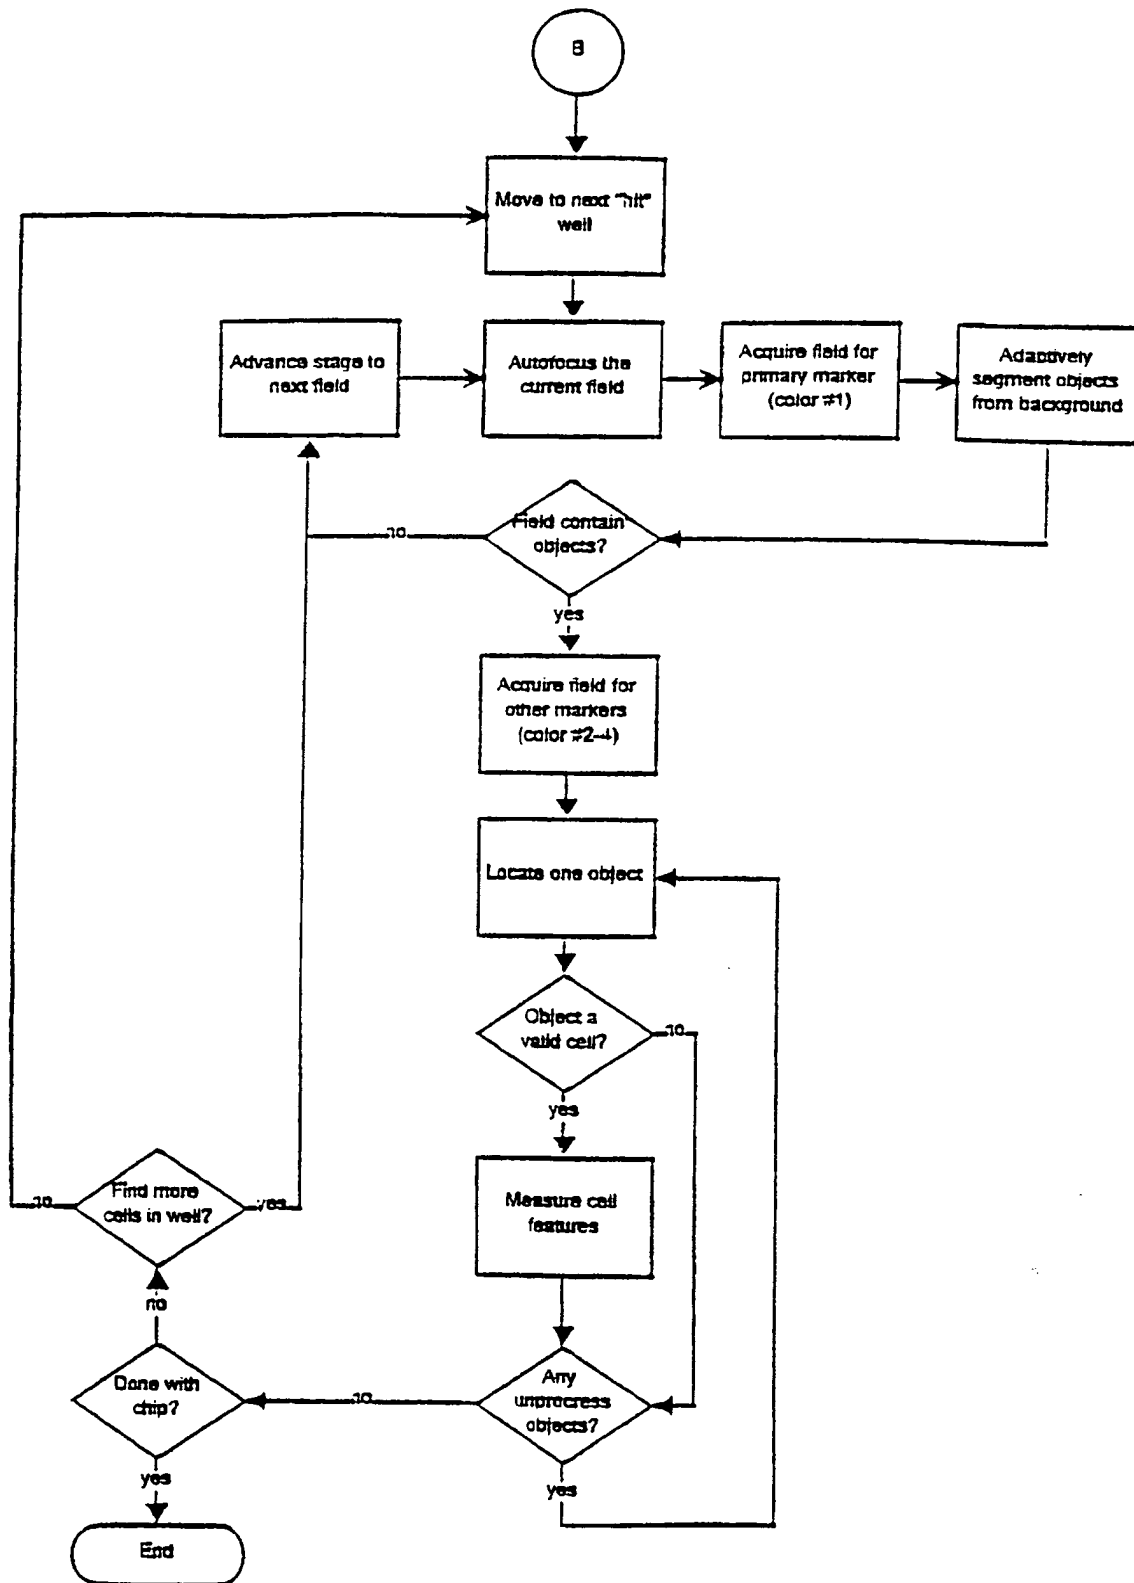 B
Move to next "hit"
well
Advance stage to
next field
Autofocus the
current field
Acquire field for
primary marker
(color #1)
Adaptively
segment objects
from background
Field contain
objects?
no
yes
Acquire field for
other markers
(color #2-4)
Locate one object
Object a
valid cell?
no
yes
Measure cell
features
Find more
cells in well?
no
yes
no
Done with
chip?
no
Any
unprocress
objects?
yes
yes
End